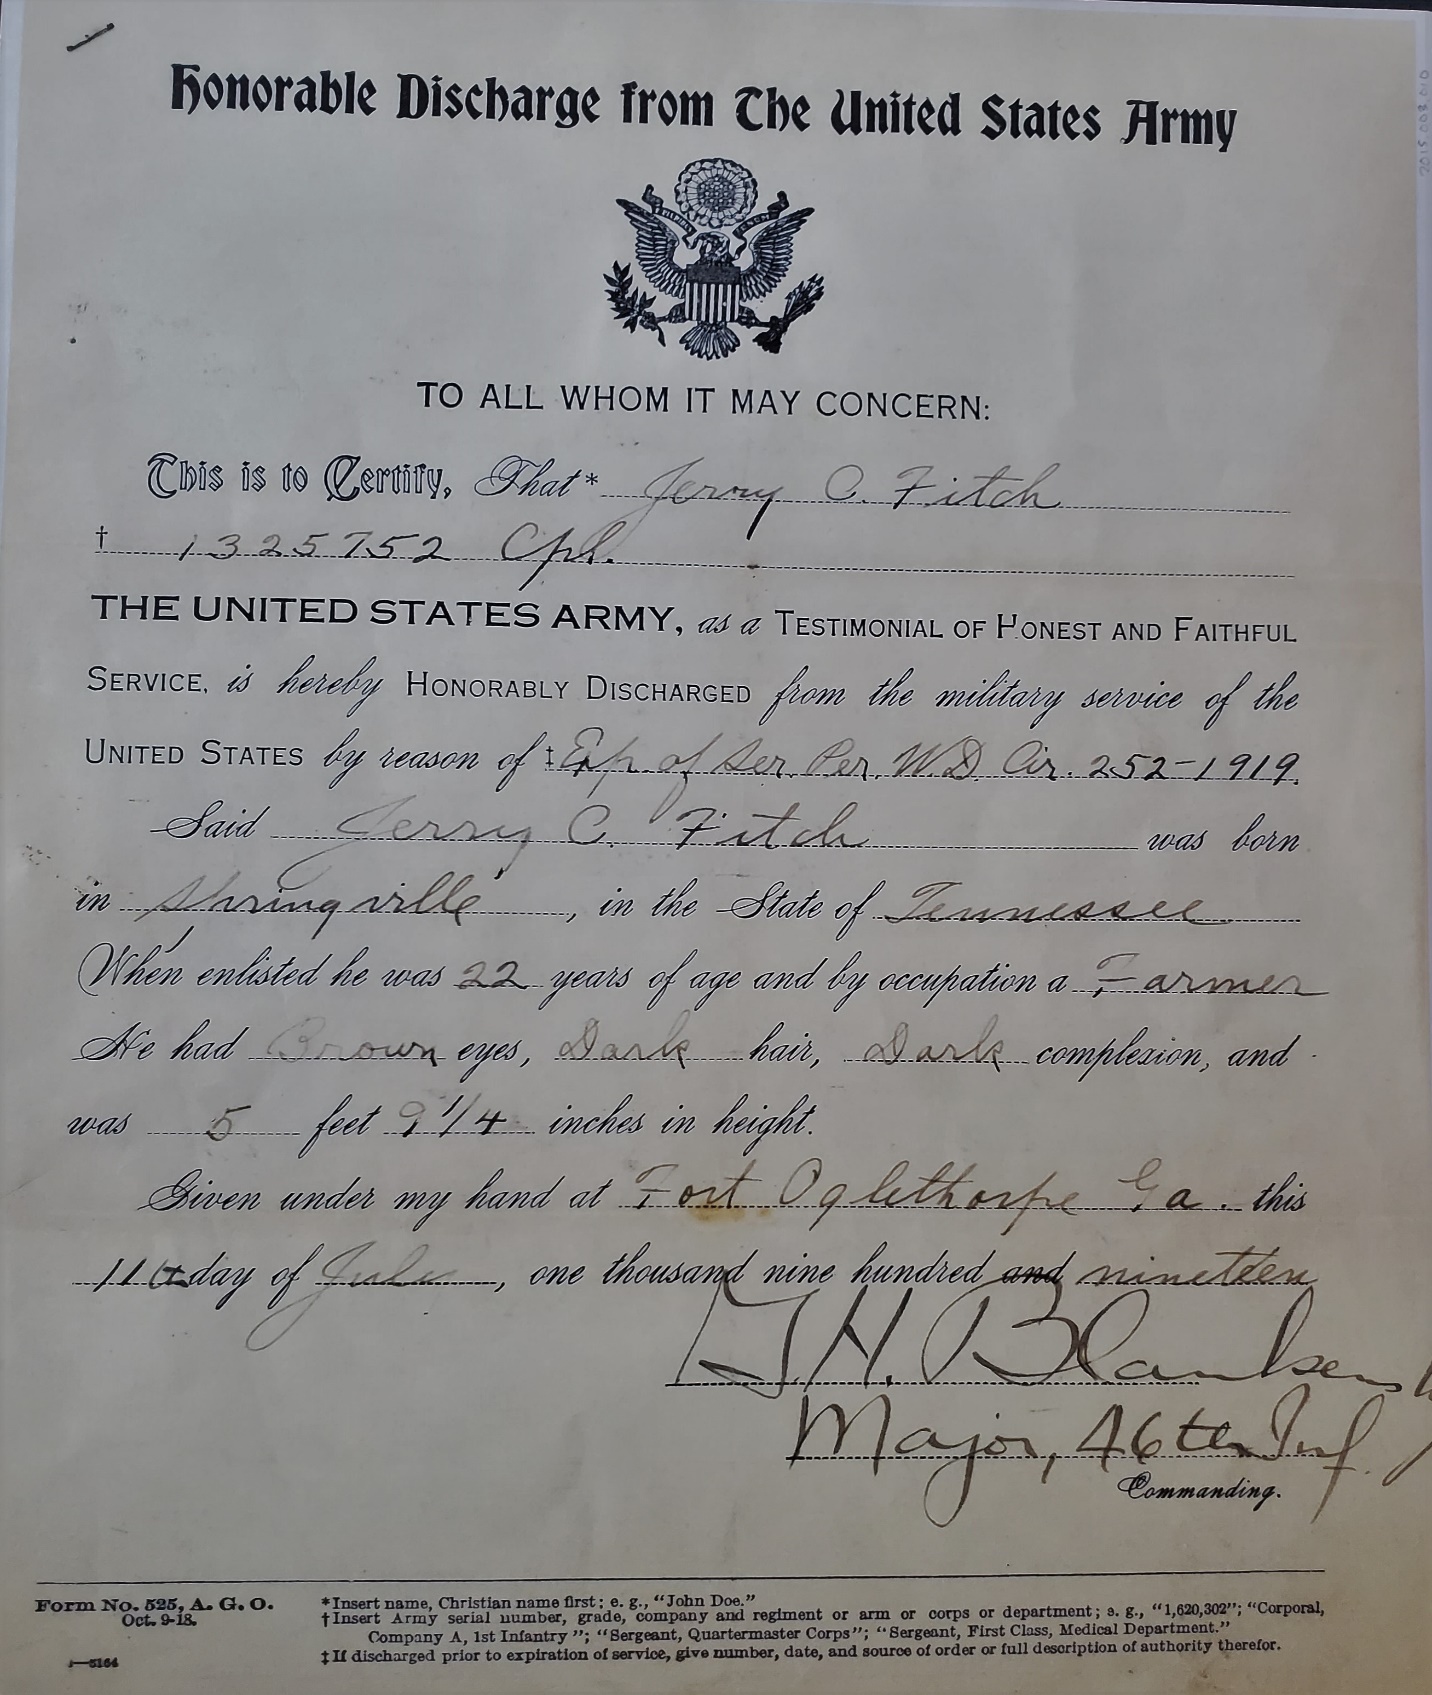 2015.003.010
Honorable Discharge from The United States Army
TO ALL WHOM IT MAY CONCERN:
This is to Certify, That* Jerry C. Fitch
† 1325752 Cpl.
THE UNITED STATES ARMY, as a TESTIMONIAL OF HONEST AND FAITHFUL
SERVICE, is hereby HONORABLY DISCHARGED from the military service of the
UNITED STATES by reason of ‡ Exp. of Ser. Per. W.D. Cir. 252-1919.
Said Jerry C. Fitch was born
in Springville, in the State of Tennessee
When enlisted he was 22 years of age and by occupation a Farmer
He had Brown eyes, Dark hair, Dark complexion, and
was 5 feet 9 1/4 inches in height.
Given under my hand at Fort Oglethorpe Ga. this
11th day of July, one thousand nine hundred and nineteen
H.
Major, 46th Inf.
Commanding.
Form No. 525, A. G. O.
Oct. 9-18.
*Insert name, Christian name first; e. g., "John Doe."
†Insert Army serial number, grade, company and regiment or arm or corps or department; e. g., "1,620,302"; "Corporal,
Company A, 1st Infantry"; "Sergeant, Quartermaster Corps"; "Sergeant, First Class, Medical Department."
‡If discharged prior to expiration of service, give number, date, and source of order or full description of authority therefor.
3—5164